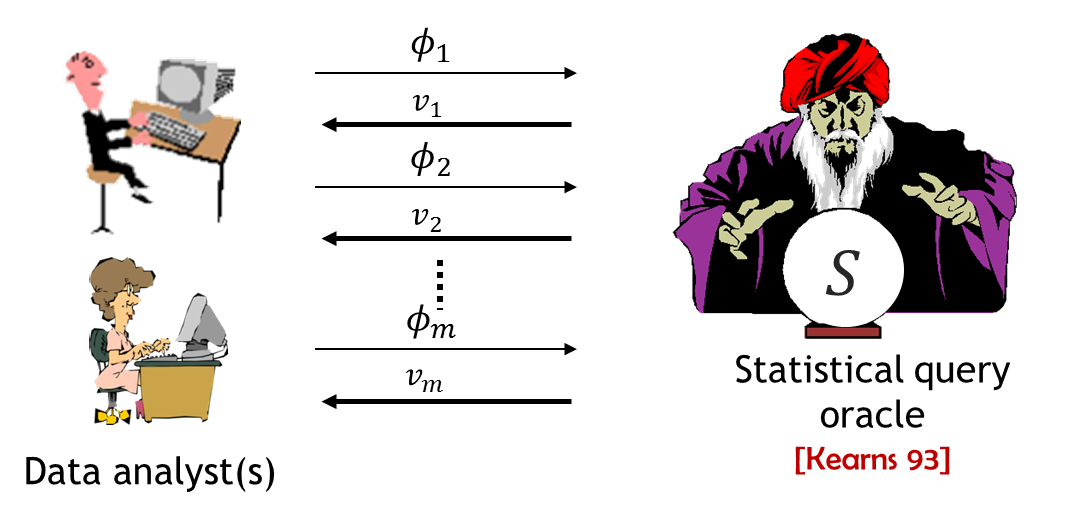 ϕ₁
v₁
ϕ₂
v₂
ϕₘ
vₘ
S
Statistical query
oracle
[Kearns 93]
Data analyst(s)